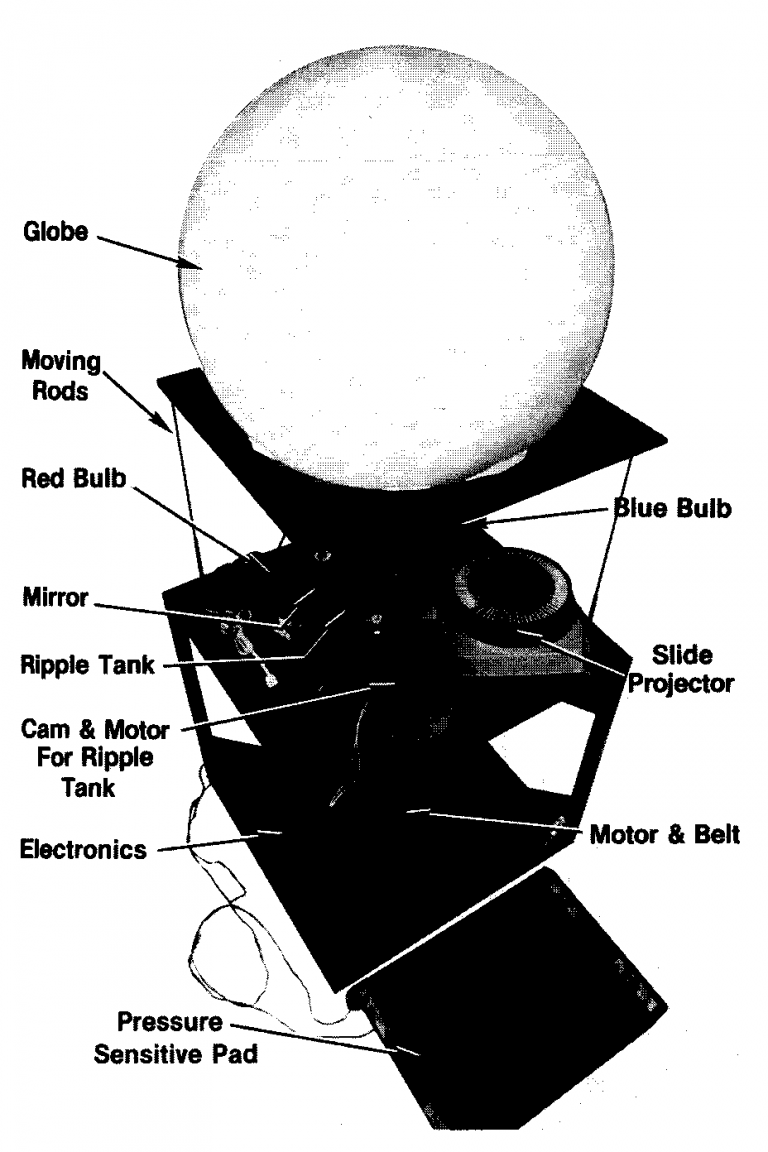 Globe
Moving
Rods
Red Bulb
Blue Bulb
Mirror
Ripple Tank
Slide
Projector
Cam & Motor
For Ripple
Tank
Electronics
Motor & Belt
Pressure
Sensitive Pad